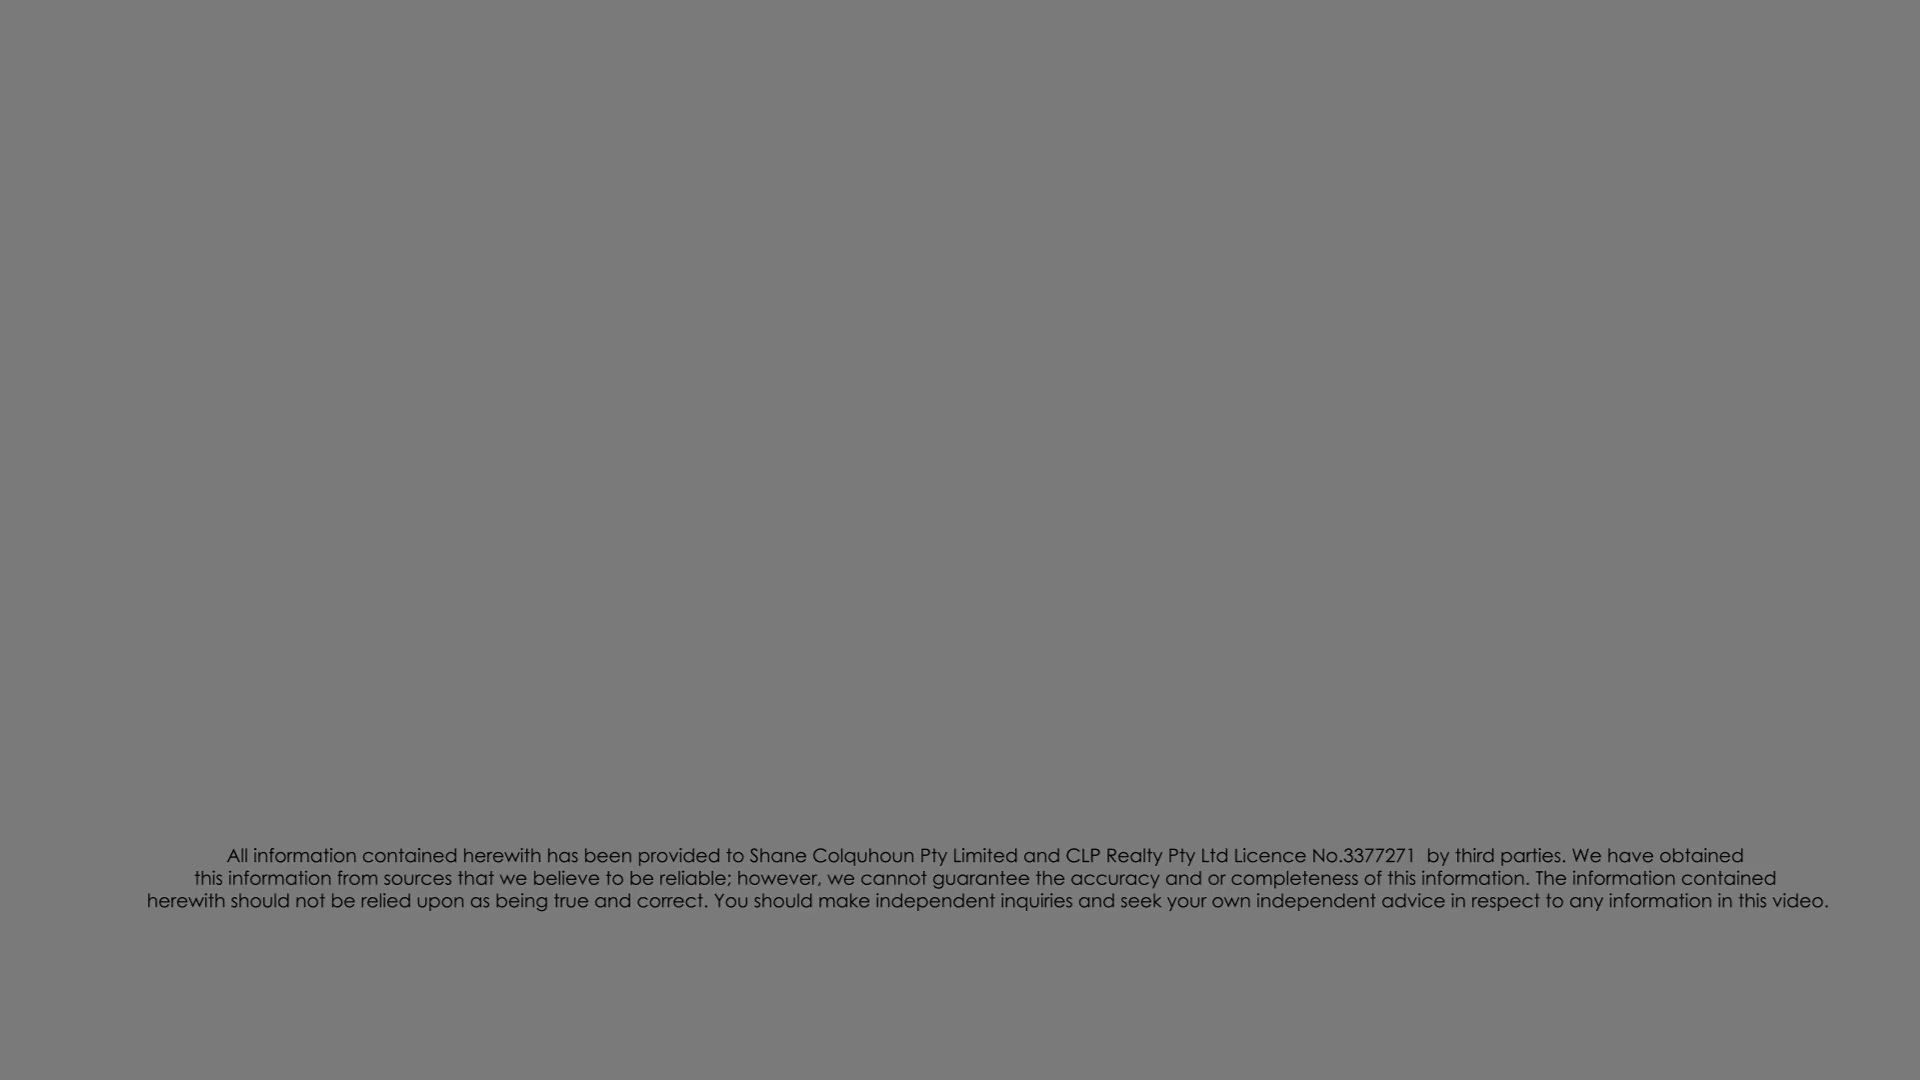 All information contained herewith has been provided to Shane Colquhoun Pty Limited and CLP Realty Pty Ltd Licence No.3377271  by third parties. We have obtained
this information from sources that we believe to be reliable; however, we cannot guarantee the accuracy and or completeness of this information. The information contained
herewith should not be relied upon as being true and correct. You should make independent inquiries and seek your own independent advice in respect to any information in this video.